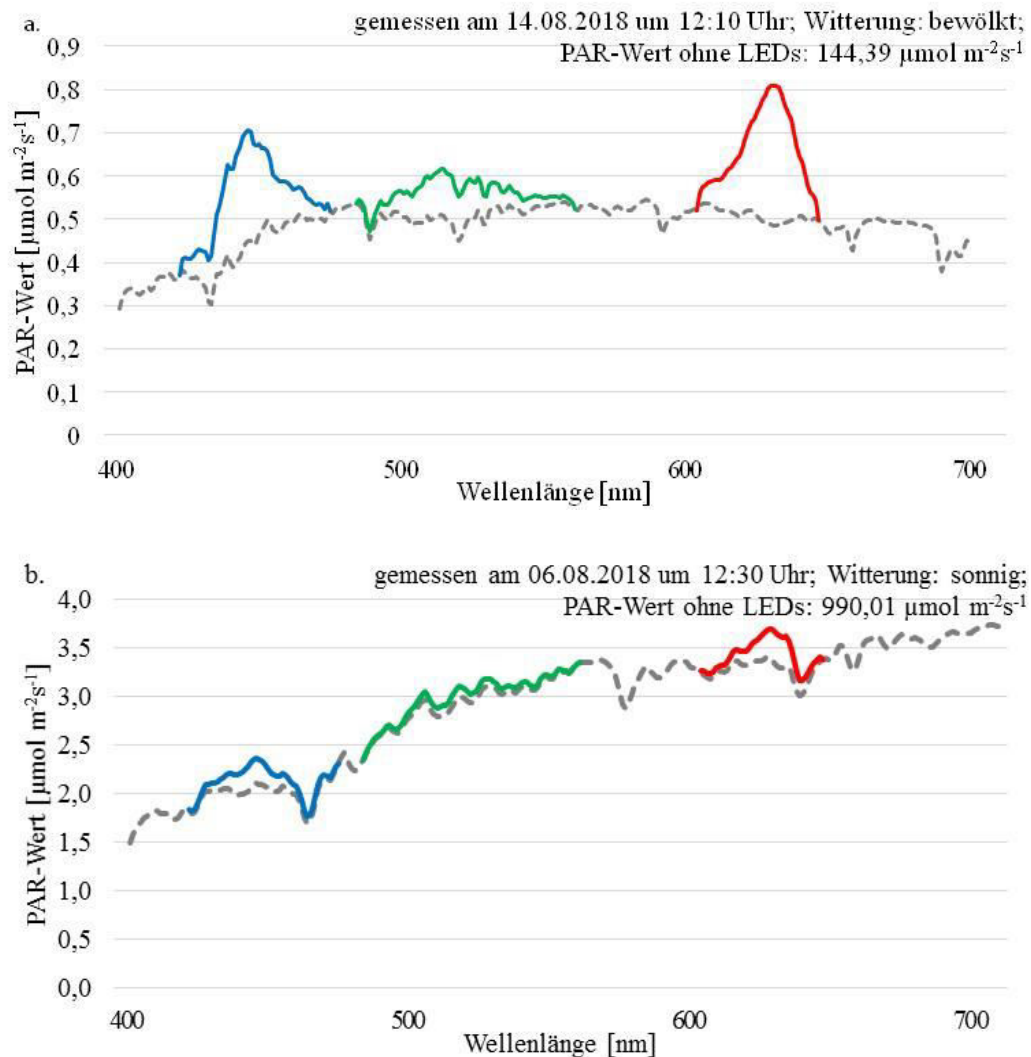 a.
gemessen am 14.08.2018 um 12:10 Uhr; Witterung: bewölkt;
PAR-Wert ohne LEDs: 144,39 µmol m⁻²s⁻¹
PAR-Wert [µmol m⁻²s⁻¹]
0,9
0,8
0,7
0,6
0,5
0,4
0,3
0,2
0,1
0
400 500 600 700
Wellenlänge [nm]
b.
gemessen am 06.08.2018 um 12:30 Uhr; Witterung: sonnig;
PAR-Wert ohne LEDs: 990,01 µmol m⁻²s⁻¹
PAR-Wert [µmol m⁻²s⁻¹]
4,0
3,5
3,0
2,5
2,0
1,5
1,0
0,5
0,0
400 500 600 700
Wellenlänge [nm]